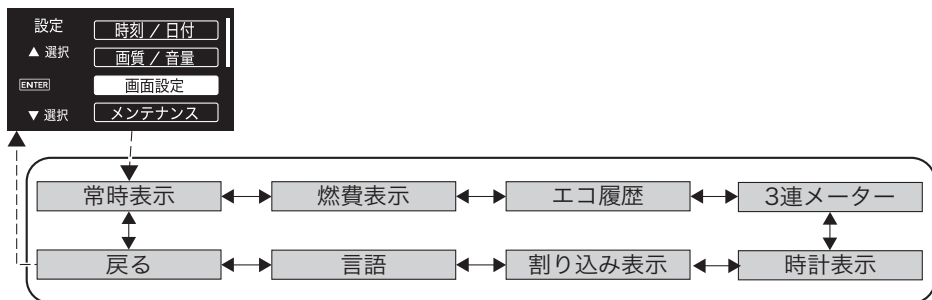 設定
時刻 / 日付
▲ 選択
画質 / 音量
ENTER
画面設定
▼ 選択
メンテナンス
常時表示
燃費表示
エコ履歴
3連メーター
戻る
言語
割り込み表示
時計表示